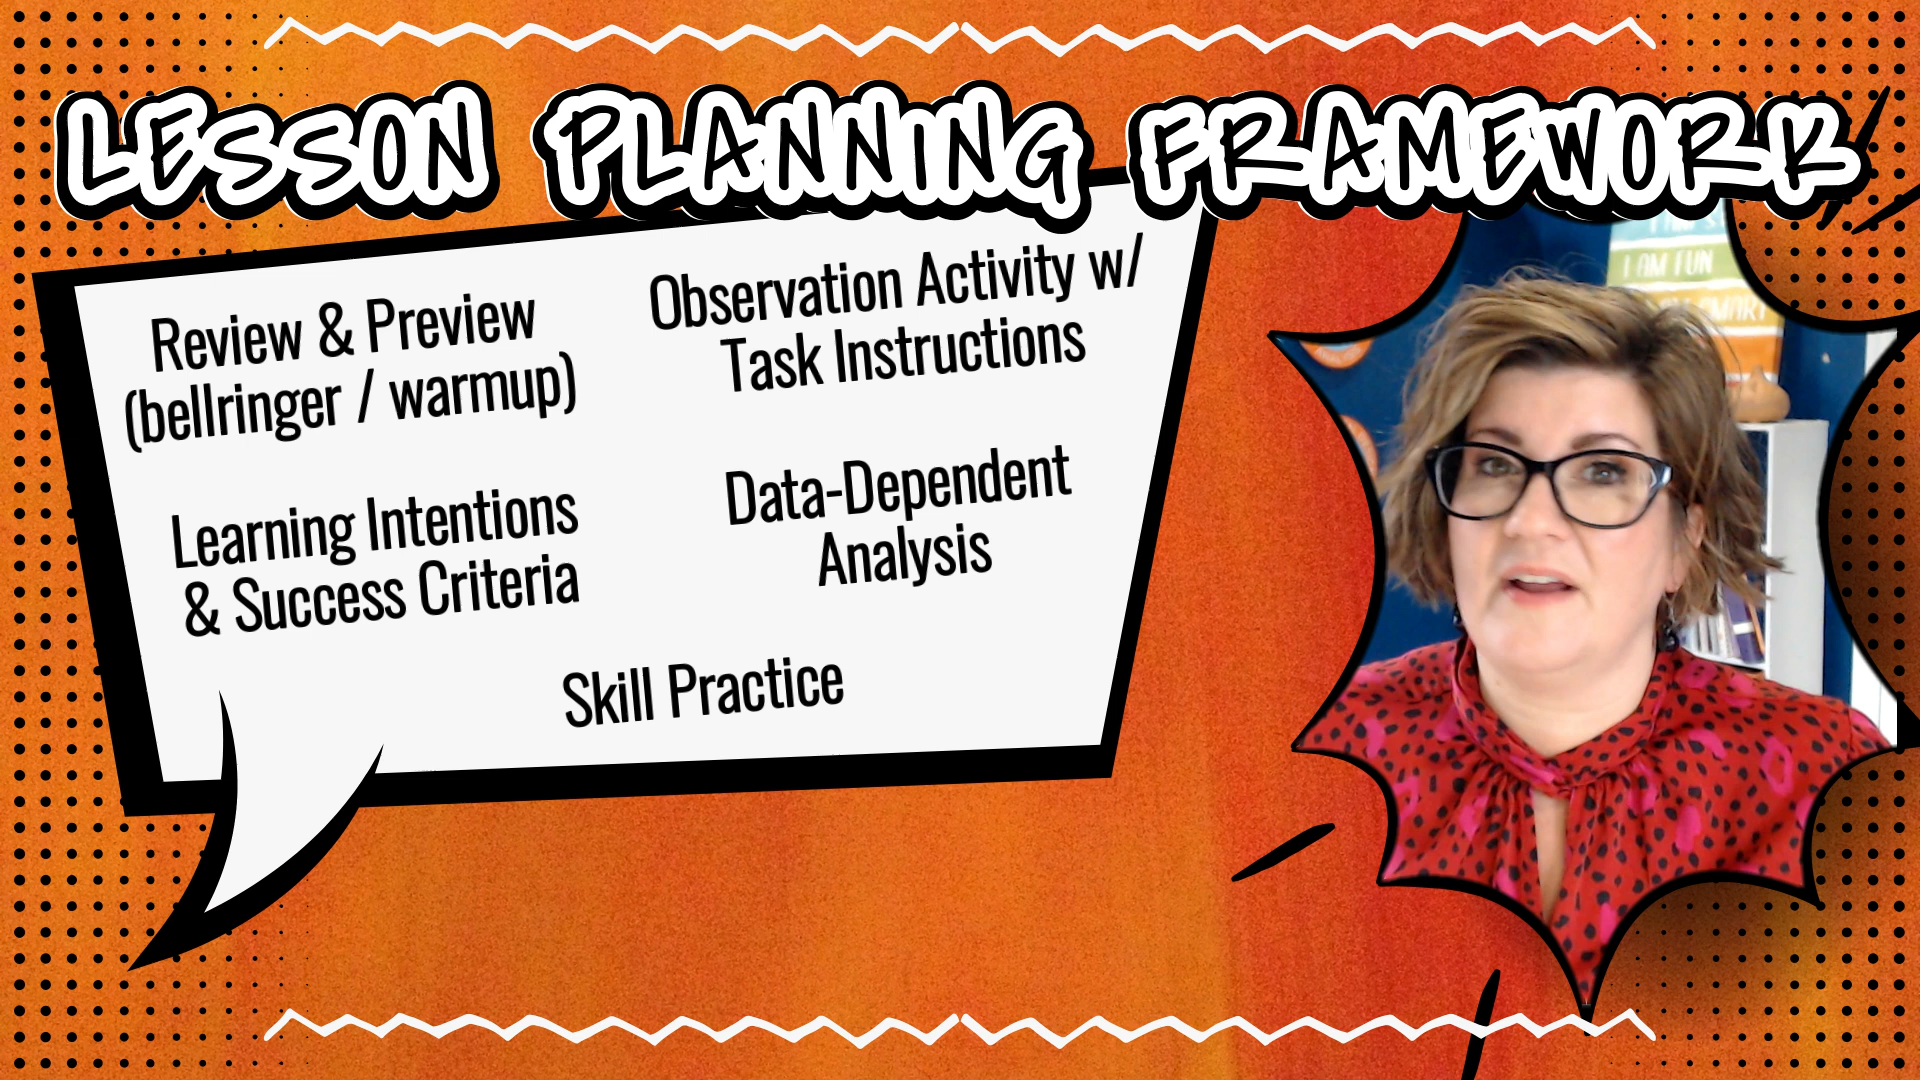 LESSON PLANNING FRAMEWORK
Review & Preview
(bellringer / warmup)
Learning Intentions
& Success Criteria
Observation Activity w/
Task Instructions
Data-Dependent
Analysis
Skill Practice
I AM FUN
SMART